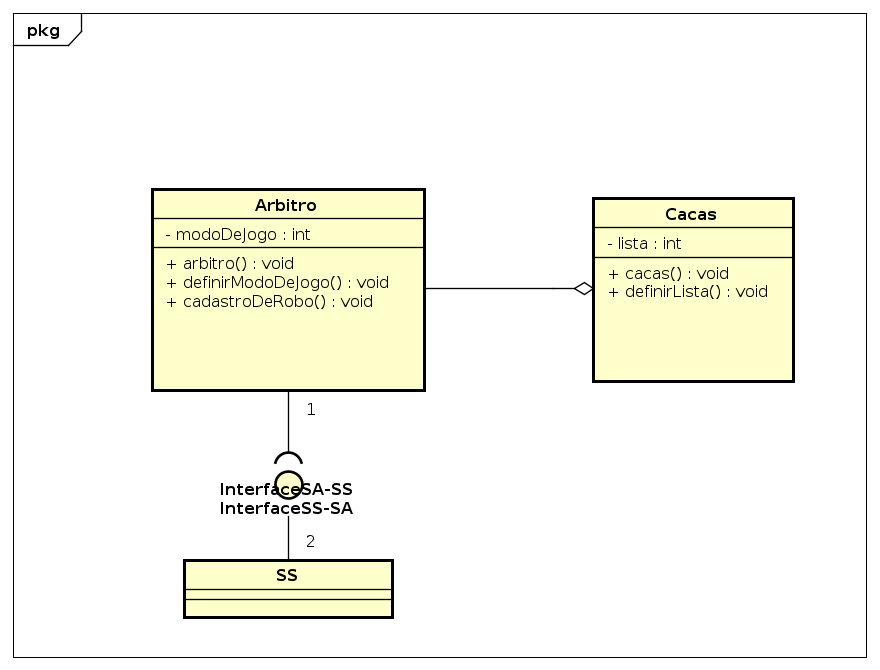 pkg
Arbitro
- modoDeJogo : int
+ arbitro() : void
+ definirModoDeJogo() : void
+ cadastroDeRobo() : void
Cacas
- lista : int
+ cacas() : void
+ definirLista() : void
1
InterfaceSA-SS
InterfaceSS-SA
2
SS